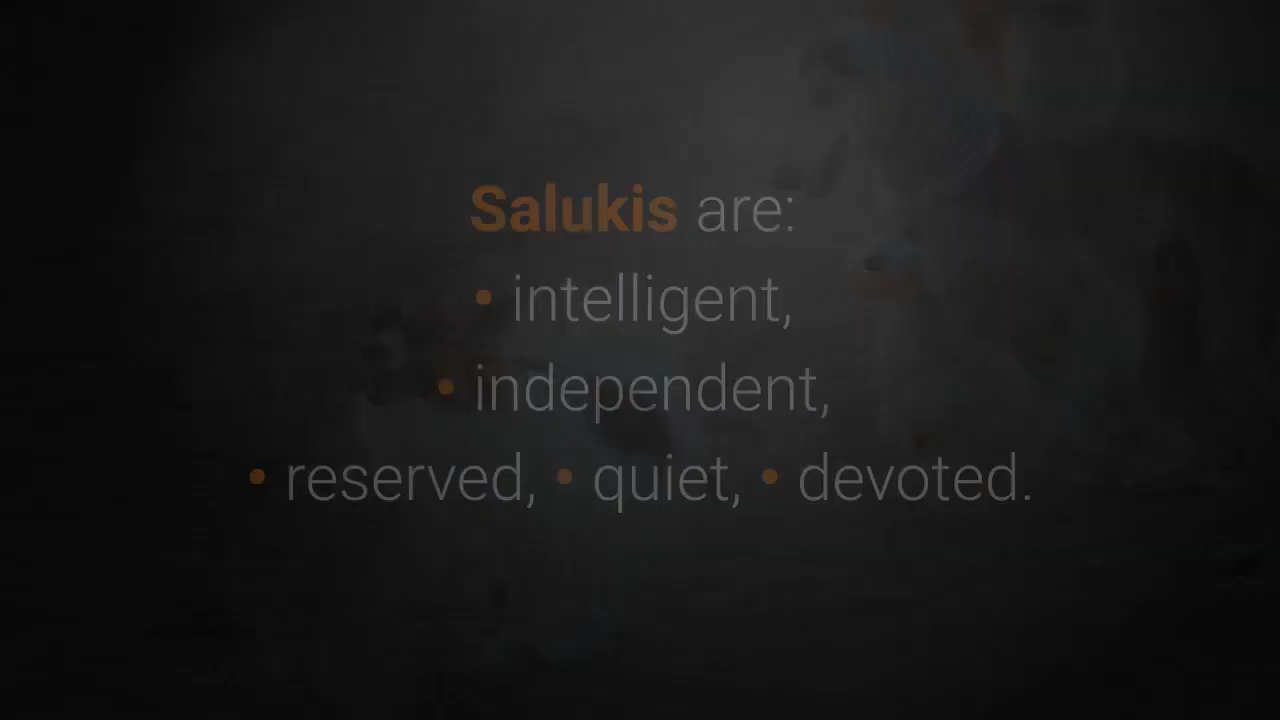 Salukis are:
• intelligent,
• independent,
• reserved, • quiet, • devoted.